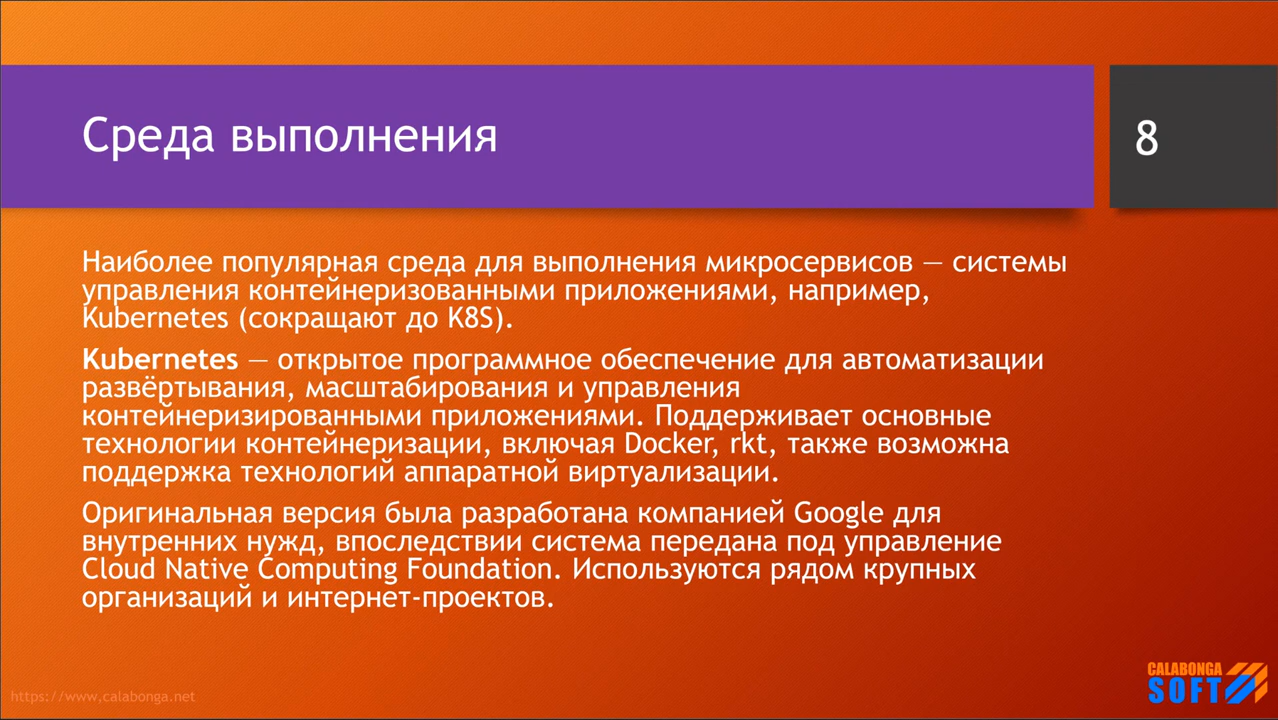 Среда выполнения
8
Наиболее популярная среда для выполнения микросервисов — системы
управления контейнеризованными приложениями, например,
Kubernetes (сокращают до K8S).
Kubernetes — открытое программное обеспечение для автоматизации
развёртывания, масштабирования и управления
контейнеризированными приложениями. Поддерживает основные
технологии контейнеризации, включая Docker, rkt, также возможна
поддержка технологий аппаратной виртуализации.
Оригинальная версия была разработана компанией Google для
внутренних нужд, впоследствии система передана под управление
Cloud Native Computing Foundation. Используются рядом крупных
организаций и интернет-проектов.
https://www.calabonga.net
CALABONGA
SOFT